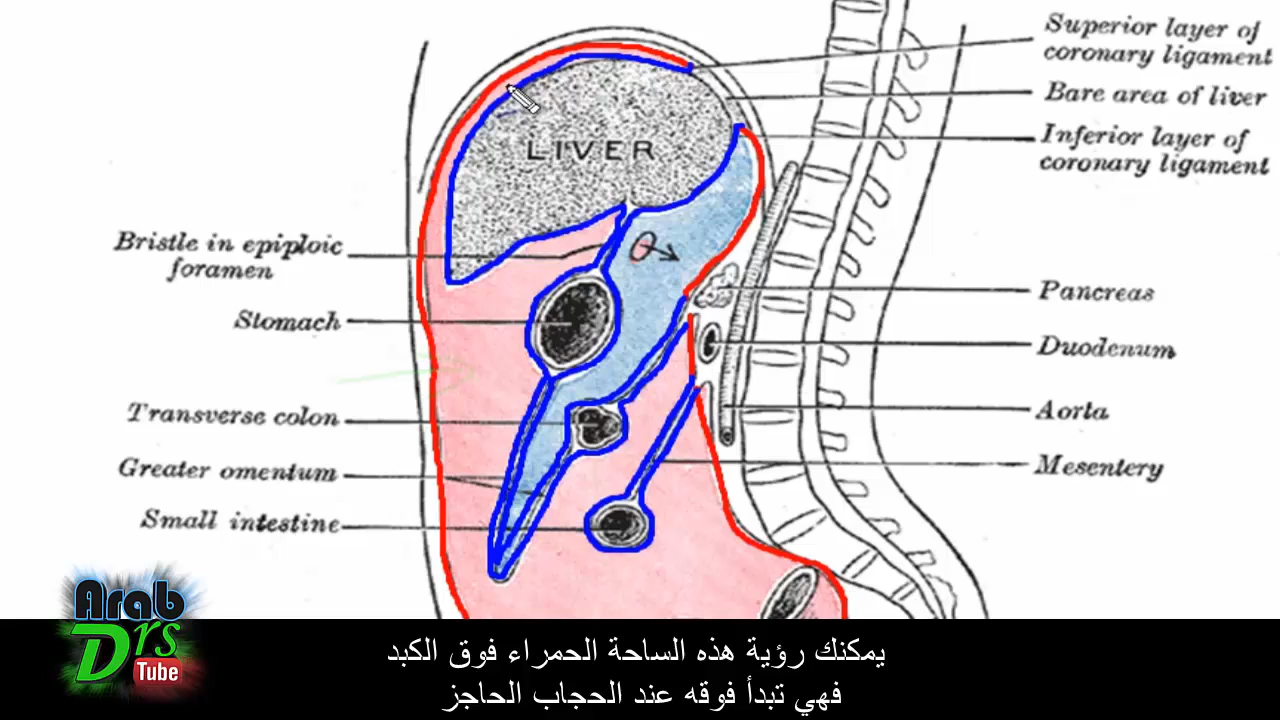 Superior layer of
coronary ligament
Bare area of liver
Inferior layer of
coronary ligament
LIVER
Bristle in epiploic
foramen
Stomach
Pancreas
Duodenum
Transverse colon
Aorta
Greater omentum
Mesentery
Small intestine
Arab
Drs
Tube
يمكنك رؤية هذه الساحة الحمراء فوق الكبد
فهي تبدأ فوقه عند الحجاب الحاجز